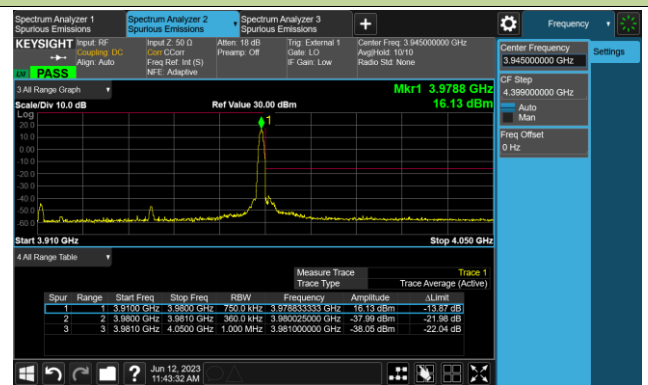 Spectrum Analyzer 1
Spurious Emissions
Spectrum Analyzer 2
Spurious Emissions
Spectrum Analyzer 3
Spurious Emissions
Frequency
KEYSIGHT
Input: RF
Coupling: DC
Align: Auto
Input Z: 50 Ω
Corr CCorr
Freq Ref: Int (S)
NFE: Adaptive
Atten: 18 dB
Preamp: Off
Trig: External 1
Gate: LO
IF Gain: Low
Center Freq: 3.945000000 GHz
Avg|Hold: 10/10
Radio Std: None
PASS
Center Frequency
3.945000000 GHz
Settings
CF Step
4.399000000 GHz
Auto
Man
Freq Offset
0 Hz
3 All Range Graph
Mkr1 3.9788 GHz
16.13 dBm
Scale/Div 10.0 dB
Ref Value 30.00 dBm
Log
1
20.0
10.0
0.00
-10.0
-20.0
-30.0
-40.0
-50.0
-60.0
Start 3.910 GHz
Stop 4.050 GHz
4 All Range Table
Measure Trace Trace 1
Trace Type Trace Average (Active)
Spur Range Start Freq Stop Freq RBW Frequency Amplitude ΔLimit
1 1 3.9100 GHz 3.9800 GHz 750.0 kHz 3.978833333 GHz 16.13 dBm -13.87 dB
2 2 3.9800 GHz 3.9810 GHz 360.0 kHz 3.980025000 GHz -37.99 dBm -21.98 dB
3 3 3.9810 GHz 4.0500 GHz 1.000 MHz 3.981000000 GHz -38.05 dBm -22.04 dB
Jun 12, 2023
11:43:32 AM